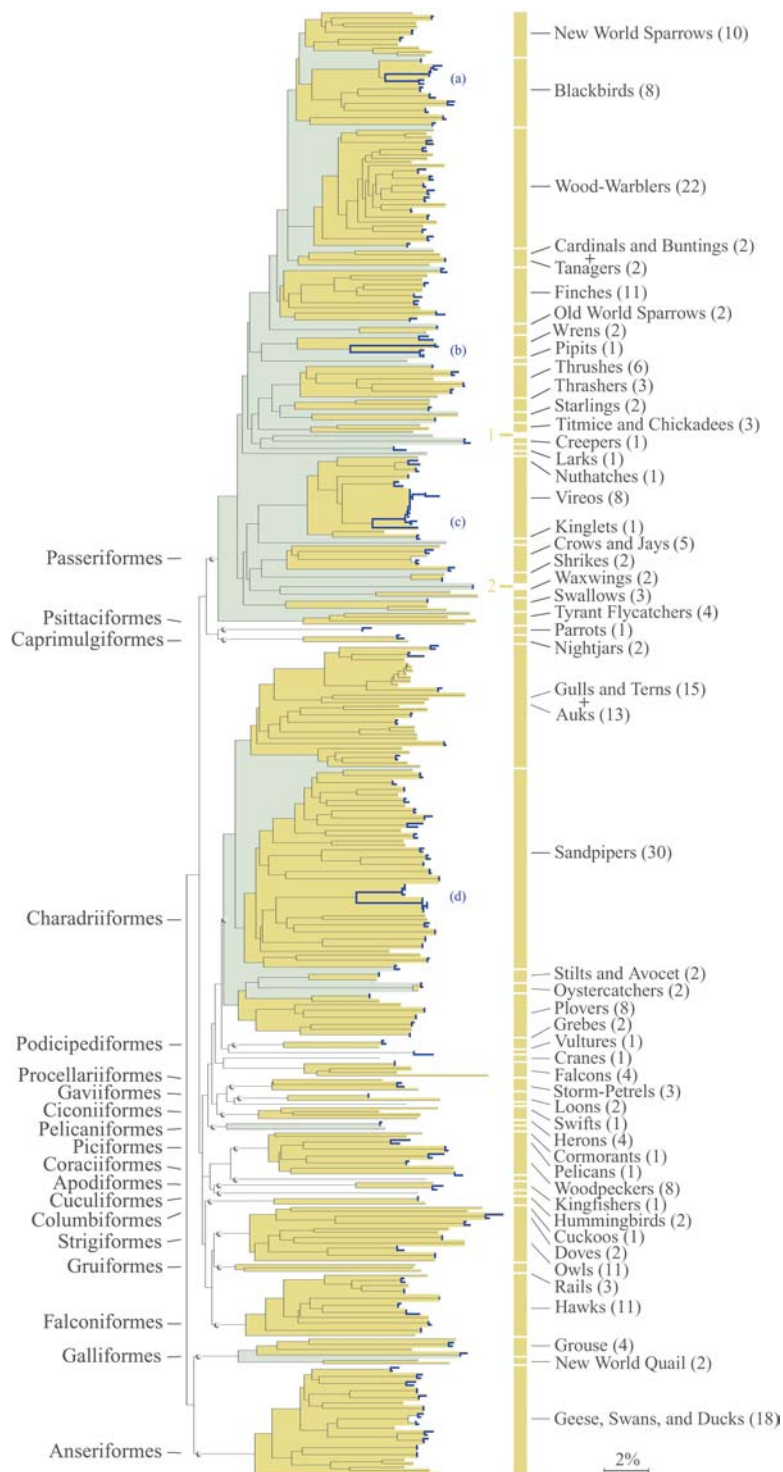 New World Sparrows (10)
(a)
Blackbirds (8)
Wood-Warblers (22)
Cardinals and Buntings (2)
+
Tanagers (2)
Finches (11)
Old World Sparrows (2)
Wrens (2)
(b)
Pipits (1)
Thrushes (6)
Thrashers (3)
Starlings (2)
Titmice and Chickadees (3)
1
Creepers (1)
Larks (1)
Nuthatches (1)
Vireos (8)
(c)
Kinglets (1)
Crows and Jays (5)
Passeriformes
Shrikes (2)
2
Waxwings (2)
Swallows (3)
Tyrant Flycatchers (4)
Psittaciformes
Parrots (1)
Caprimulgiformes
Nightjars (2)
Gulls and Terns (15)
+
Auks (13)
Sandpipers (30)
(d)
Charadriiformes
Stilts and Avocet (2)
Oystercatchers (2)
Plovers (8)
Grebes (2)
Podicipediformes
Vultures (1)
Cranes (1)
Falcons (4)
Procellariiformes
Storm-Petrels (3)
Gaviiformes
Loons (2)
Ciconiiformes
Swifts (1)
Pelicaniformes
Herons (4)
Piciformes
Cormorants (1)
Coraciiformes
Pelicans (1)
Apodiformes
Woodpeckers (8)
Cuculiformes
Kingfishers (1)
Columbiformes
Hummingbirds (2)
Strigiformes
Cuckoos (1)
Doves (2)
Gruiformes
Owls (11)
Rails (3)
Hawks (11)
Falconiformes
Grouse (4)
Galliformes
New World Quail (2)
Geese, Swans, and Ducks (18)
Anseriformes
2%